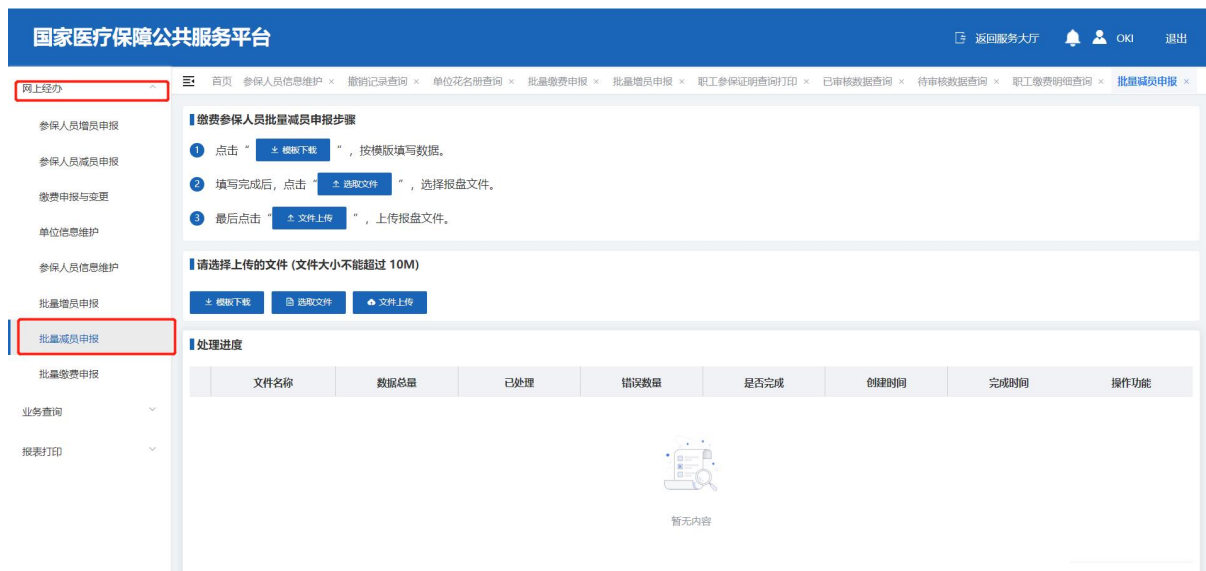 国家医疗保障公共服务平台
返回服务大厅 OKI 退出
网上经办
参保人员增员申报
参保人员减员申报
缴费申报与变更
单位信息维护
参保人员信息维护
批量增员申报
批量减员申报
批量缴费申报
业务查询
报表打印
首页 参保人员信息维护 × 撤销记录查询 × 单位花名册查询 × 批量缴费申报 × 批量增员申报 × 职工参保证明查询打印 × 已审核数据查询 × 待审核数据查询 × 职工缴费明细查询 × 批量减员申报 ×
缴费参保人员批量减员申报步骤
1 点击 “ 模板下载 ” ，按模版填写数据。
2 填写完成后，点击 “ 选取文件 ” ，选择报盘文件。
3 最后点击 “ 文件上传 ” ，上传报盘文件。
请选择上传的文件 (文件大小不能超过 10M)
模板下载 选取文件 文件上传
处理进度
文件名称 数据总量 已处理 错误数量 是否完成 创建时间 完成时间 操作功能
暂无内容